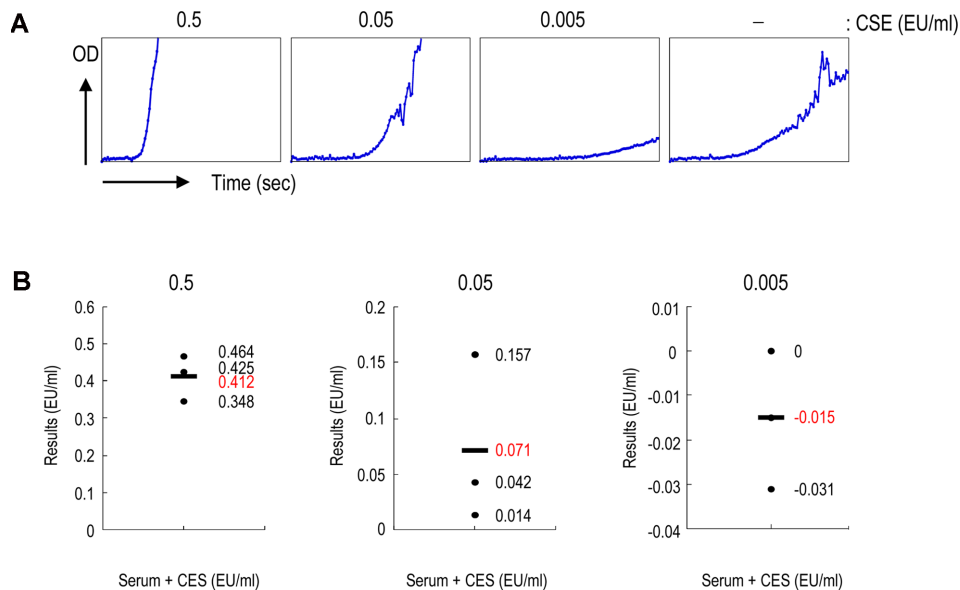 A
0.5 0.05 0.005 – : CSE (EU/ml)
OD
Time (sec)
B
0.5 0.05 0.005
Results (EU/ml)
0.6
0.5
0.4
0.3
0.2
0.1
0
0.464
0.425
0.412
0.348
Serum + CES (EU/ml)
Results (EU/ml)
0.2
0.15
0.1
0.05
0
0.157
0.071
0.042
0.014
Serum + CES (EU/ml)
Results (EU/ml)
0.01
0
-0.01
-0.02
-0.03
-0.04
0
-0.015
-0.031
Serum + CES (EU/ml)